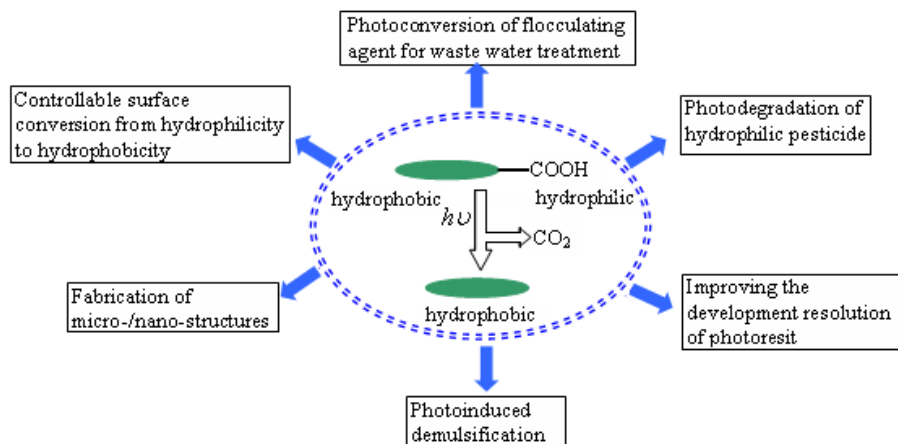 Photoconversion of flocculating
agent for waste water treatment
Controllable surface
conversion from hydrophilicity
to hydrophobicity
Photodegradation of
hydrophilic pesticide
COOH
hydrophobic
hydrophilic
hυ
CO₂
hydrophobic
Fabrication of
micro-/nano-structures
Improving the
development resolution
of photoresit
Photoinduced
demulsification